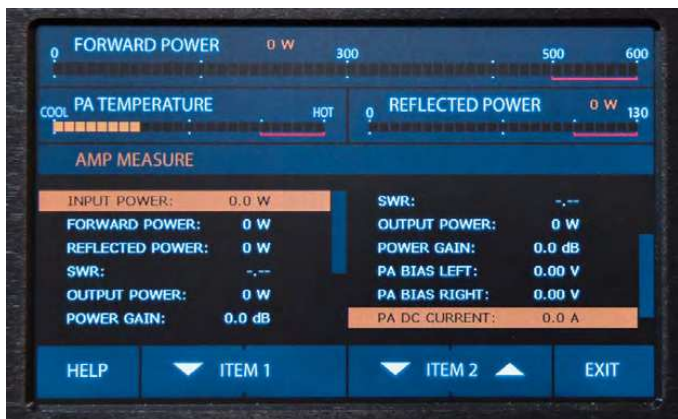 FORWARD POWER 0 W
0 300 500 600
PA TEMPERATURE
COOL HOT
REFLECTED POWER 0 W
0 130
AMP MEASURE
INPUT POWER: 0.0 W
FORWARD POWER: 0 W
REFLECTED POWER: 0 W
SWR: -.--
OUTPUT POWER: 0 W
POWER GAIN: 0.0 dB
SWR: -.--
OUTPUT POWER: 0 W
POWER GAIN: 0.0 dB
PA BIAS LEFT: 0.00 V
PA BIAS RIGHT: 0.00 V
PA DC CURRENT: 0.0 A
HELP ITEM 1 ITEM 2 EXIT